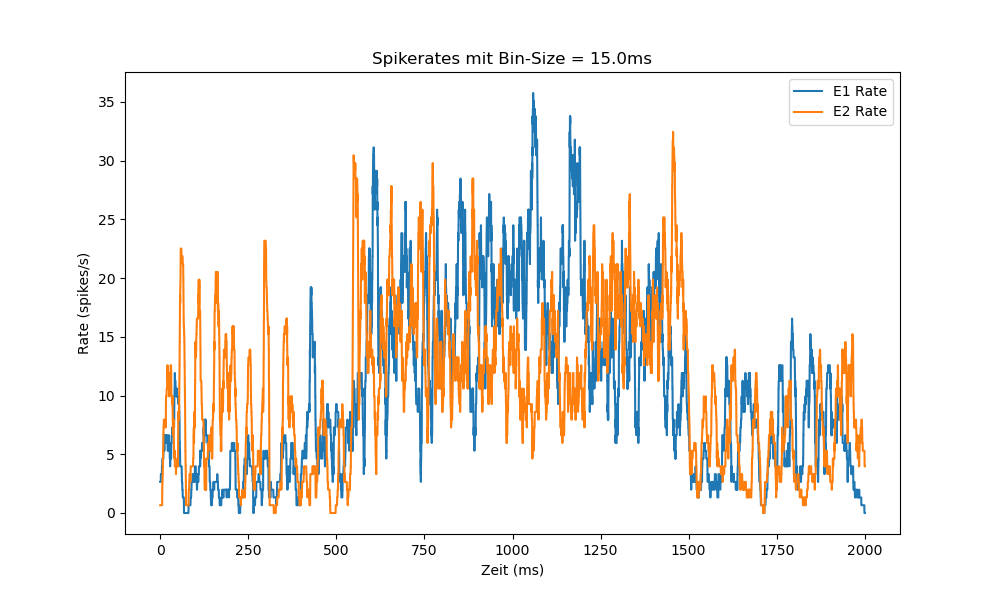 Spikerates mit Bin-Size = 15.0ms
E1 Rate
E2 Rate
Rate (spikes/s)
35
30
25
20
15
10
5
0
0 250 500 750 1000 1250 1500 1750 2000
Zeit (ms)